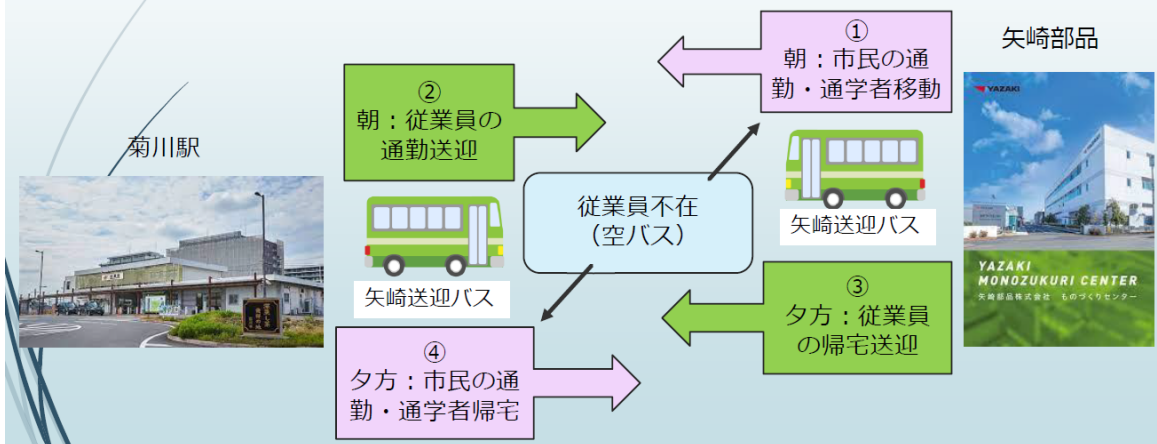 ①
朝：市民の通
勤・通学者移動
矢崎部品
②
朝：従業員の
通勤送迎
菊川駅
YAZAKI
従業員不在
（空バス）
矢崎送迎バス
矢崎送迎バス
YAZAKI
MONOZUKURI CENTER
矢崎部品株式会社　ものづくりセンター
③
夕方：従業員
の帰宅送迎
④
夕方：市民の通
勤・通学者帰宅